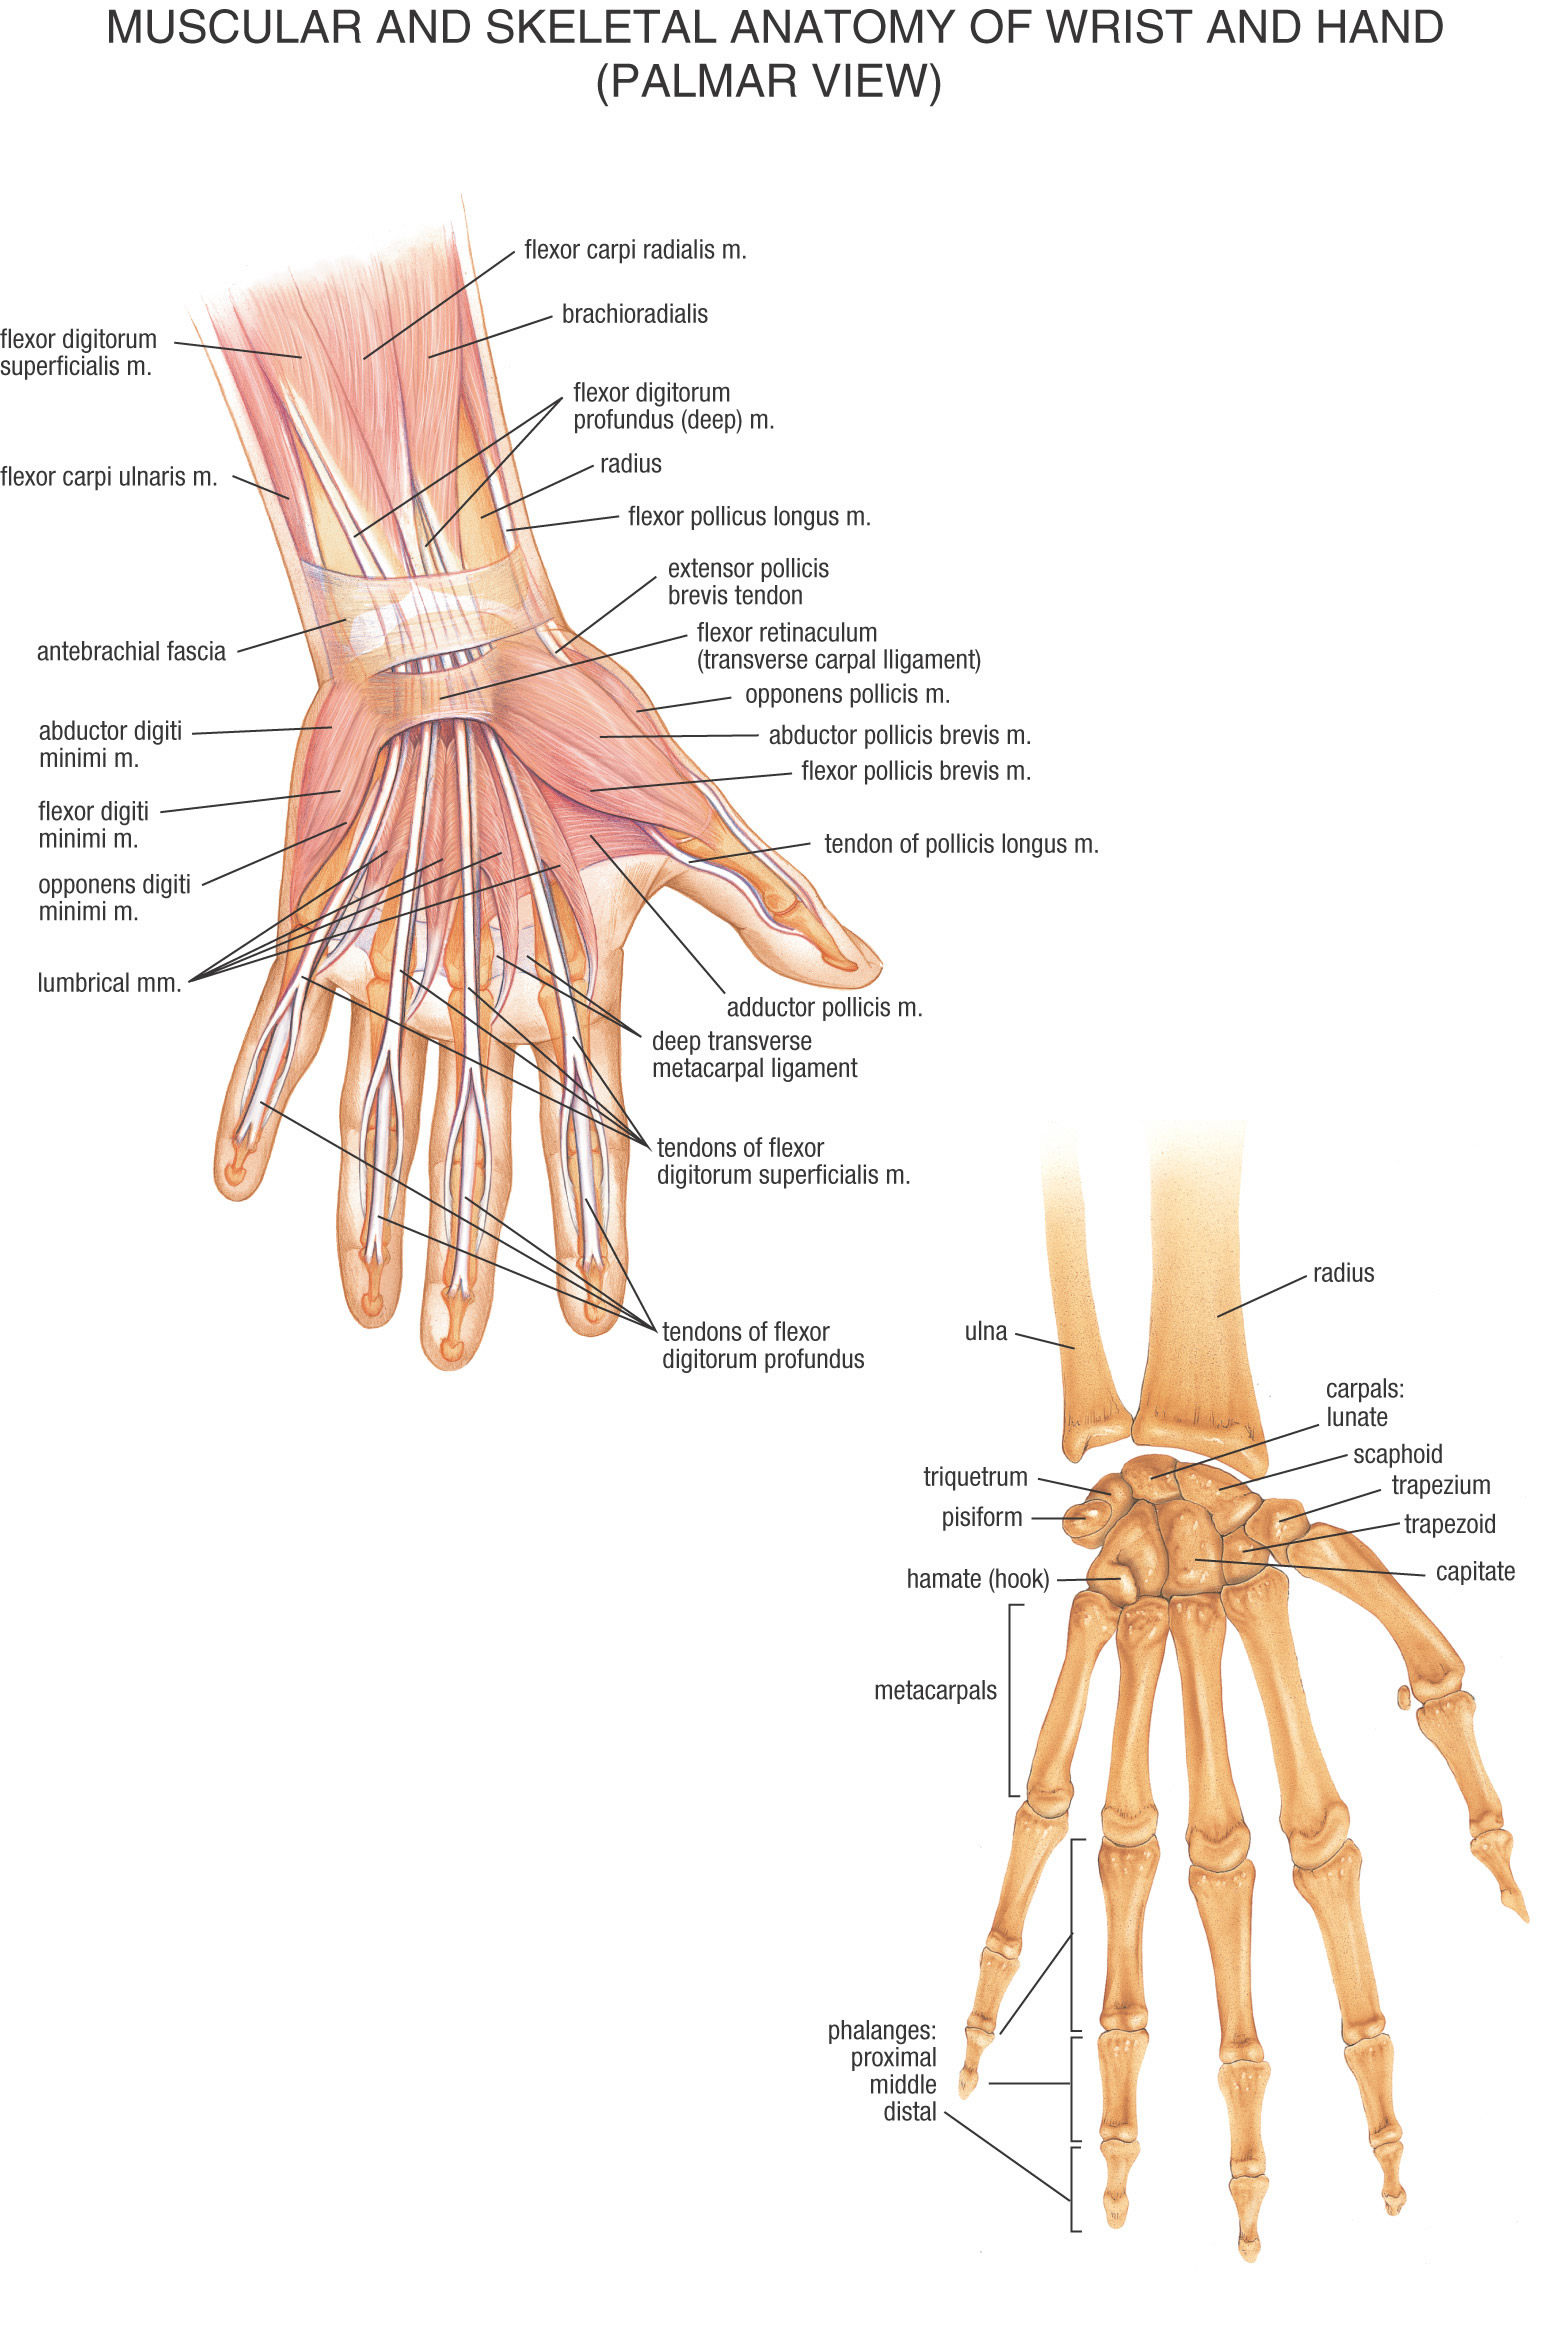 MUSCULAR AND SKELETAL ANATOMY OF WRIST AND HAND
(PALMAR VIEW)
flexor carpi radialis m.
brachioradialis
flexor digitorum
superficialis m.
flexor digitorum
profundus (deep) m.
radius
flexor carpi ulnaris m.
flexor pollicus longus m.
extensor pollicis
brevis tendon
flexor retinaculum
(transverse carpal lligament)
antebrachial fascia
opponens pollicis m.
abductor digiti
minimi m.
abductor pollicis brevis m.
flexor pollicis brevis m.
flexor digiti
minimi m.
tendon of pollicis longus m.
opponens digiti
minimi m.
lumbrical mm.
adductor pollicis m.
deep transverse
metacarpal ligament
tendons of flexor
digitorum superficialis m.
tendons of flexor
digitorum profundus
radius
ulna
carpals:
lunate
scaphoid
triquetrum
trapezium
pisiform
trapezoid
capitate
hamate (hook)
metacarpals
phalanges:
proximal
middle
distal